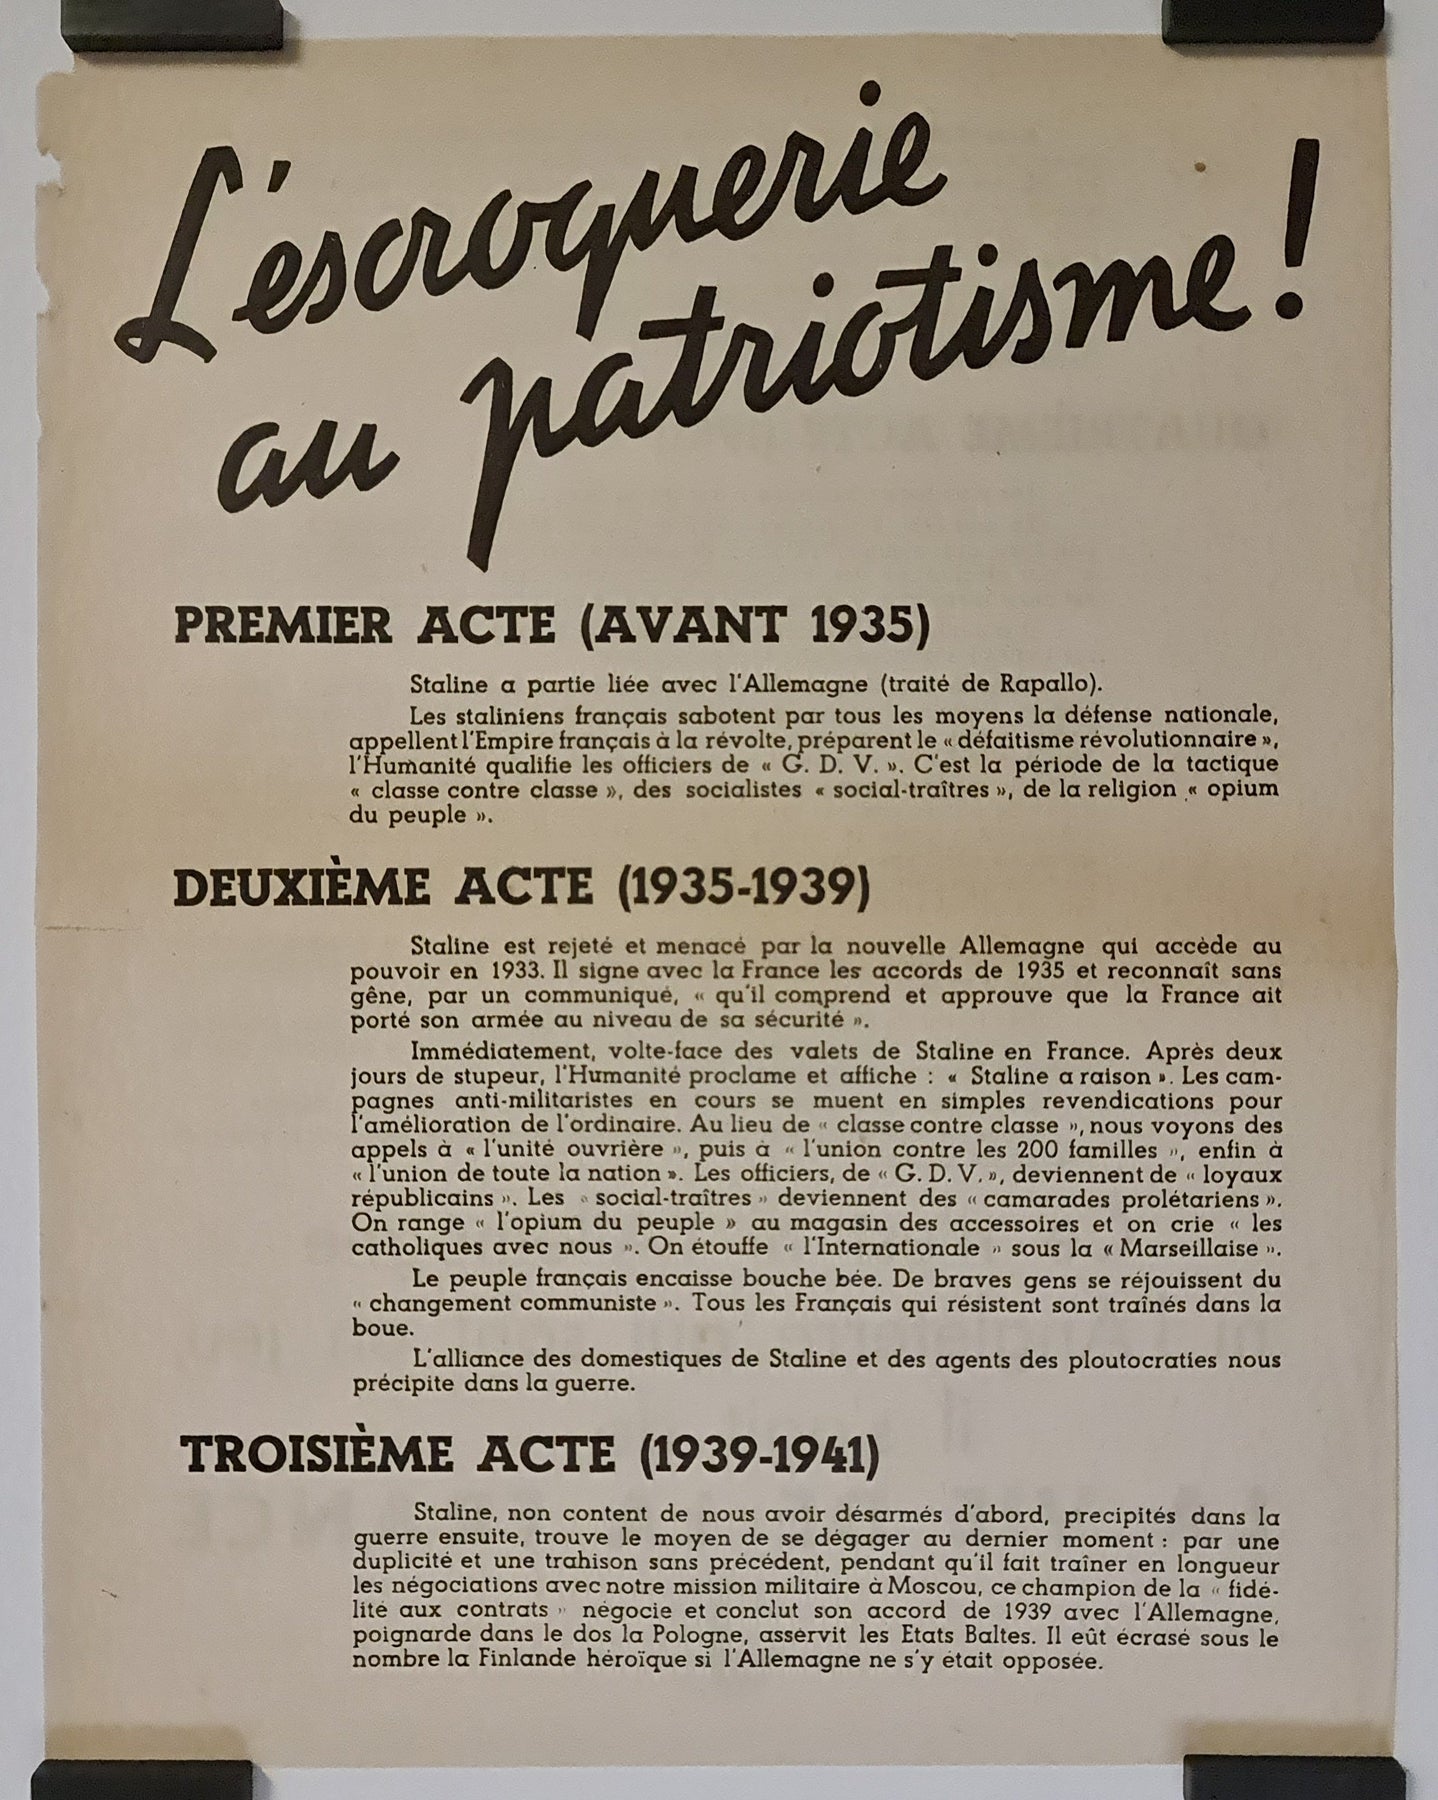 L'escroquerie
au patriotisme !
PREMIER ACTE (AVANT 1935)
Staline a partie liée avec l'Allemagne (traité de Rapallo).
Les staliniens français sabotent par tous les moyens la défense nationale,
appellent l'Empire français à la révolte, préparent le « défaitisme révolutionnaire »,
l'Humanité qualifie les officiers de « G. D. V. ». C'est la période de la tactique
« classe contre classe », des socialistes « social-traîtres », de la religion « opium
du peuple ».
DEUXIÈME ACTE (1935-1939)
Staline est rejeté et menacé par la nouvelle Allemagne qui accède au
pouvoir en 1933. Il signe avec la France les accords de 1935 et reconnaît sans
gêne, par un communiqué, « qu'il comprend et approuve que la France ait
porté son armée au niveau de sa sécurité ».
Immédiatement, volte-face des valets de Staline en France. Après deux
jours de stupeur, l'Humanité proclame et affiche : « Staline a raison ». Les cam-
pagnes anti-militaristes en cours se muent en simples revendications pour
l'amélioration de l'ordinaire. Au lieu de « classe contre classe », nous voyons des
appels à « l'unité ouvrière », puis à « l'union contre les 200 familles », enfin à
« l'union de toute la nation ». Les officiers, de « G. D. V. », deviennent de « loyaux
républicains ». Les « social-traîtres » deviennent des « camarades prolétariens ».
On range « l'opium du peuple » au magasin des accessoires et on crie « les
catholiques avec nous ». On étouffe « l'Internationale » sous la « Marseillaise ».
Le peuple français encaisse bouche bée. De braves gens se réjouissent du
« changement communiste ». Tous les Français qui résistent sont traînés dans la
boue.
L'alliance des domestiques de Staline et des agents des ploutocraties nous
précipite dans la guerre.
TROISIÈME ACTE (1939-1941)
Staline, non content de nous avoir désarmés d'abord, precipités dans la
guerre ensuite, trouve le moyen de se dégager au dernier moment : par une
duplicité et une trahison sans précédent, pendant qu'il fait traîner en longueur
les négociations avec notre mission militaire à Moscou, ce champion de la « fidé-
lité aux contrats » négocie et conclut son accord de 1939 avec l'Allemagne,
poignarde dans le dos la Pologne, asservit les Etats Baltes. Il eût écrasé sous le
nombre la Finlande héroïque si l'Allemagne ne s'y était opposée.